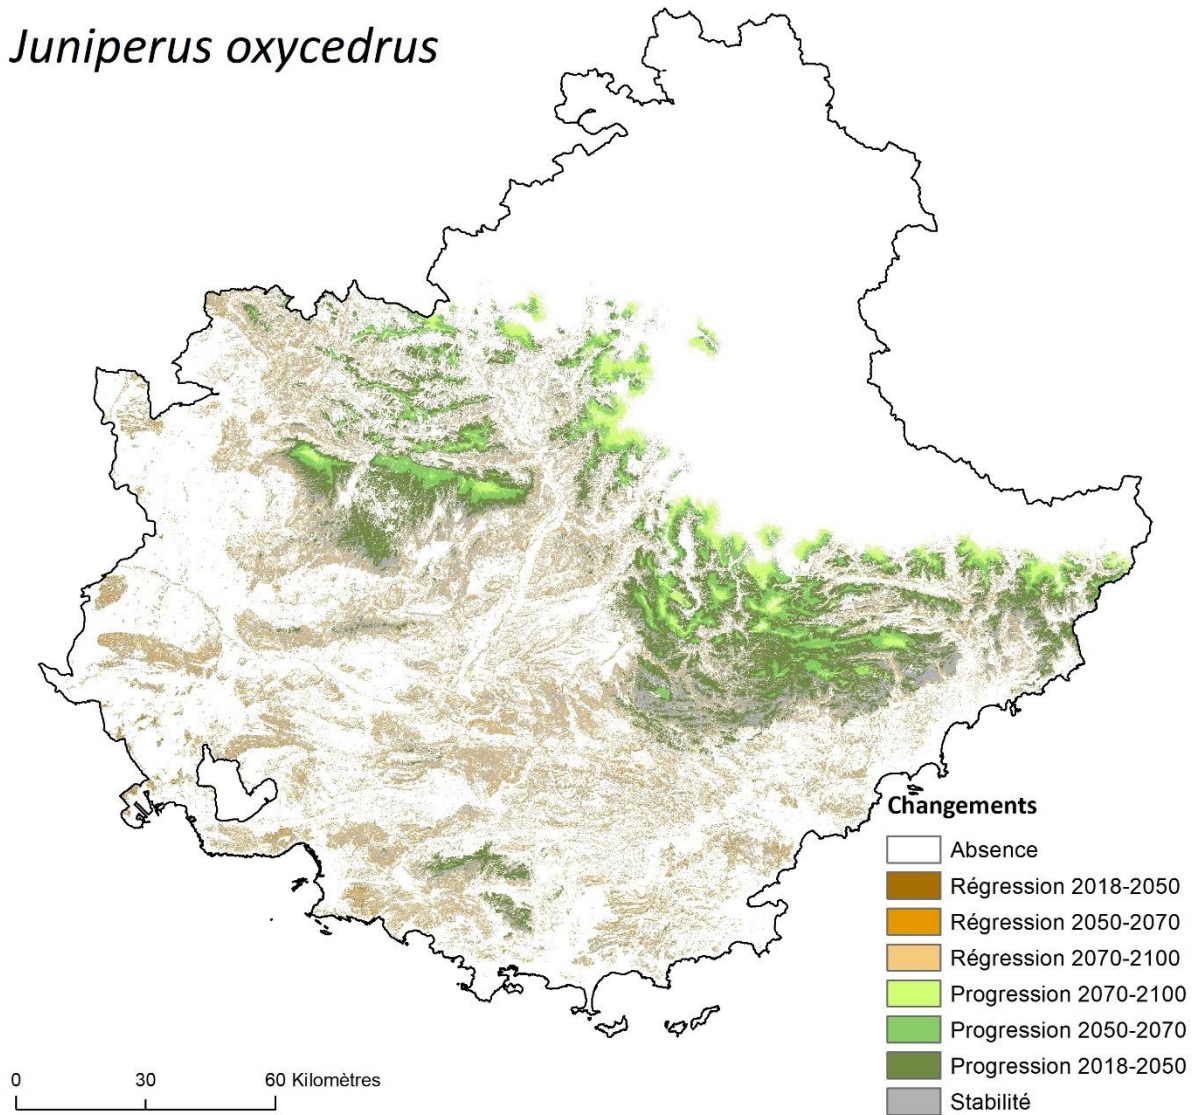 Juniperus oxycedrus
Changements
Absence
Régression 2018-2050
Régression 2050-2070
Régression 2070-2100
Progression 2070-2100
Progression 2050-2070
Progression 2018-2050
Stabilité
0 30 60 Kilomètres